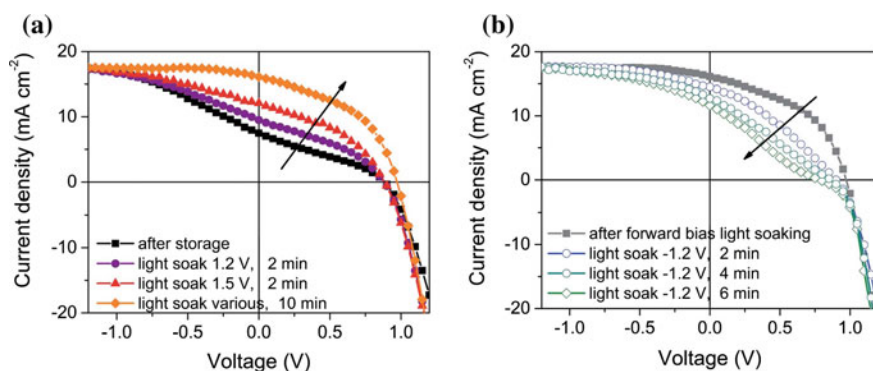 (a)
Current density (mA cm⁻²)
20
10
0
-10
-20
after storage
light soak 1.2 V, 2 min
light soak 1.5 V, 2 min
light soak various, 10 min
-1.0 -0.5 0.0 0.5 1.0
Voltage (V)
(b)
Current density (mA cm⁻²)
20
10
0
-10
-20
after forward bias light soaking
light soak -1.2 V, 2 min
light soak -1.2 V, 4 min
light soak -1.2 V, 6 min
-1.0 -0.5 0.0 0.5 1.0
Voltage (V)